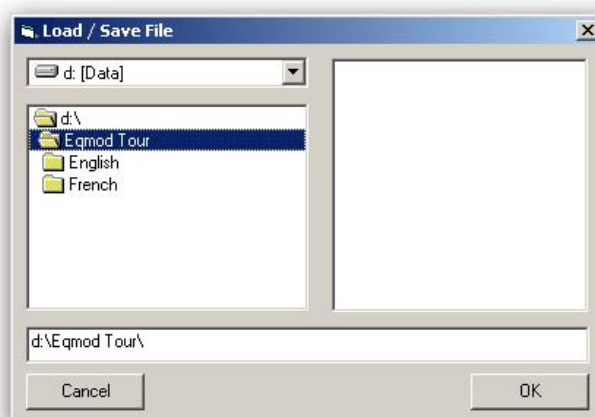 Load / Save File
d: [Data]
d:\
Eqmod Tour
English
French
d:\Eqmod Tour\
Cancel
OK